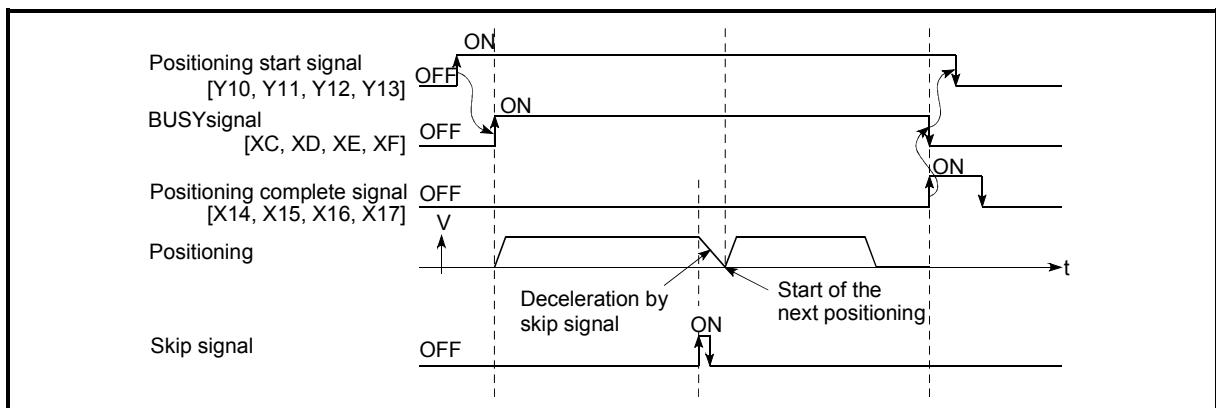 ON
Positioning start signal
OFF
[Y10, Y11, Y12, Y13]
ON
BUSYsignal
OFF
[XC, XD, XE, XF]
ON
Positioning complete signal
OFF
[X14, X15, X16, X17]
V
Positioning
t
Deceleration by
skip signal
Start of the
next positioning
ON
Skip signal
OFF